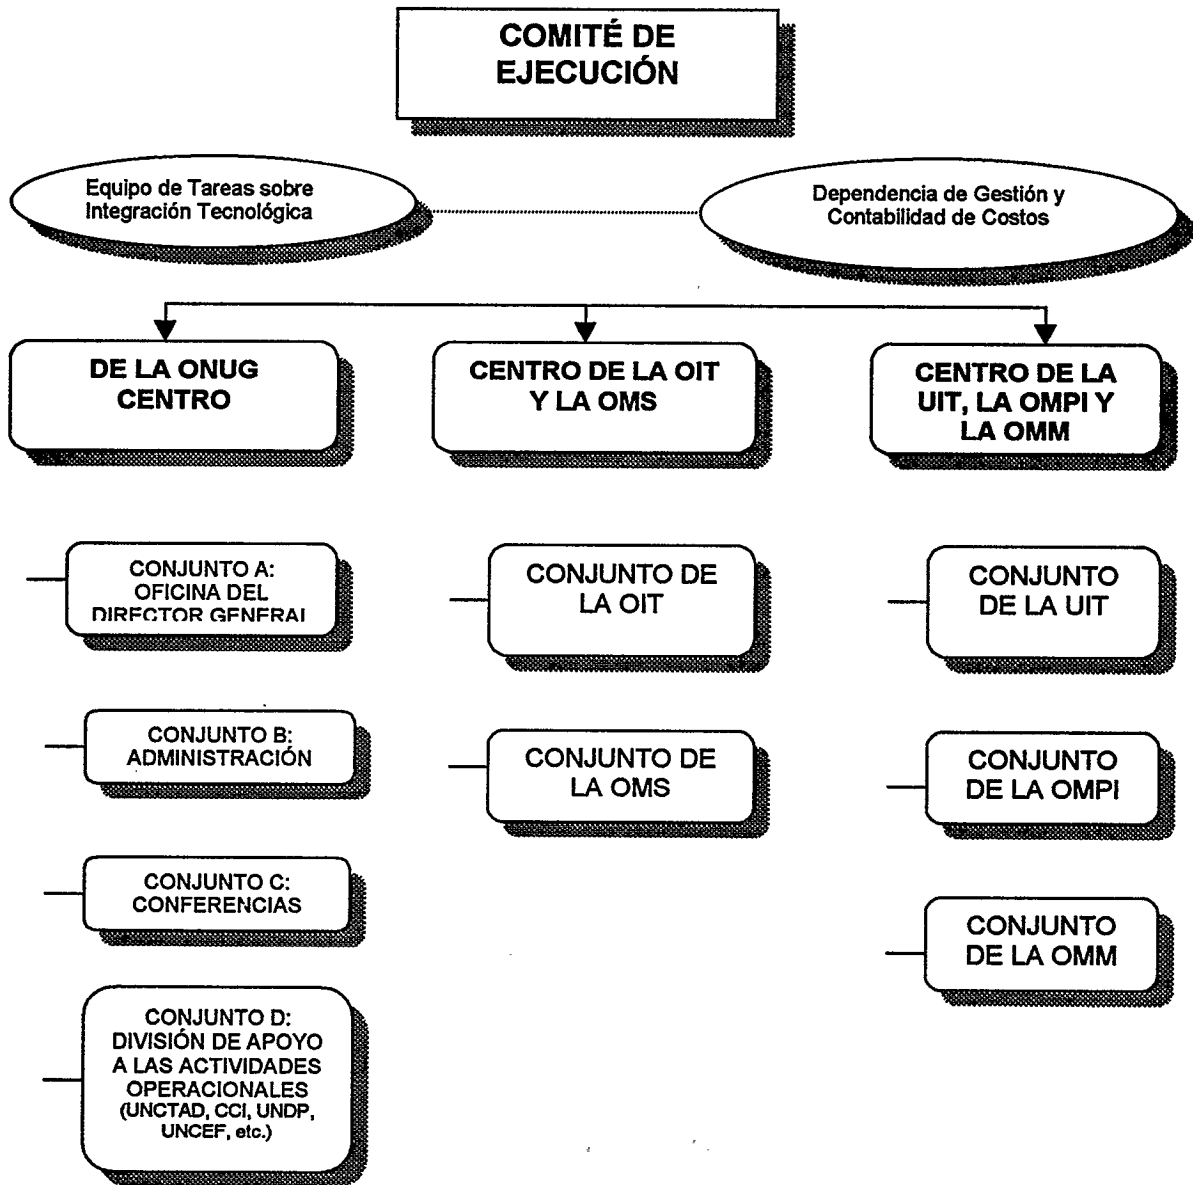 COMITÉ DE
EJECUCIÓN
Equipo de Tareas sobre
Integración Tecnológica
Dependencia de Gestión y
Contabilidad de Costos
DE LA ONUG
CENTRO
CENTRO DE LA OIT
Y LA OMS
CENTRO DE LA
UIT, LA OMPI Y
LA OMM
CONJUNTO A:
OFICINA DEL
DIRECTOR GENERAL
CONJUNTO B:
ADMINISTRACIÓN
CONJUNTO C:
CONFERENCIAS
CONJUNTO D:
DIVISIÓN DE APOYO
A LAS ACTIVIDADES
OPERACIONALES
(UNCTAD, CCI, UNDP,
UNCEF, etc.)
CONJUNTO DE
LA OIT
CONJUNTO DE
LA OMS
CONJUNTO
DE LA UIT
CONJUNTO
DE LA OMPI
CONJUNTO
DE LA OMM